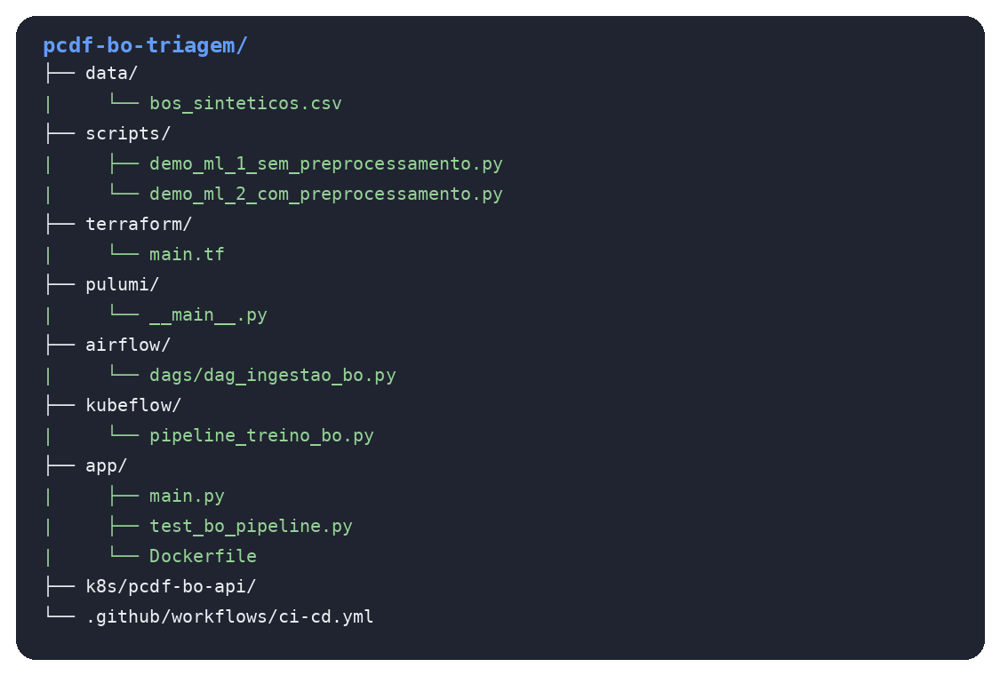 pcdf-bo-triagem/
├── data/
|     └── bos_sinteticos.csv
├── scripts/
|     ├── demo_ml_1_sem_preprocessamento.py
|     └── demo_ml_2_com_preprocessamento.py
├── terraform/
|     └── main.tf
├── pulumi/
|     └── __main__.py
├── airflow/
|     └── dags/dag_ingestao_bo.py
├── kubeflow/
|     └── pipeline_treino_bo.py
├── app/
|     ├── main.py
|     ├── test_bo_pipeline.py
|     └── Dockerfile
├── k8s/pcdf-bo-api/
└── .github/workflows/ci-cd.yml